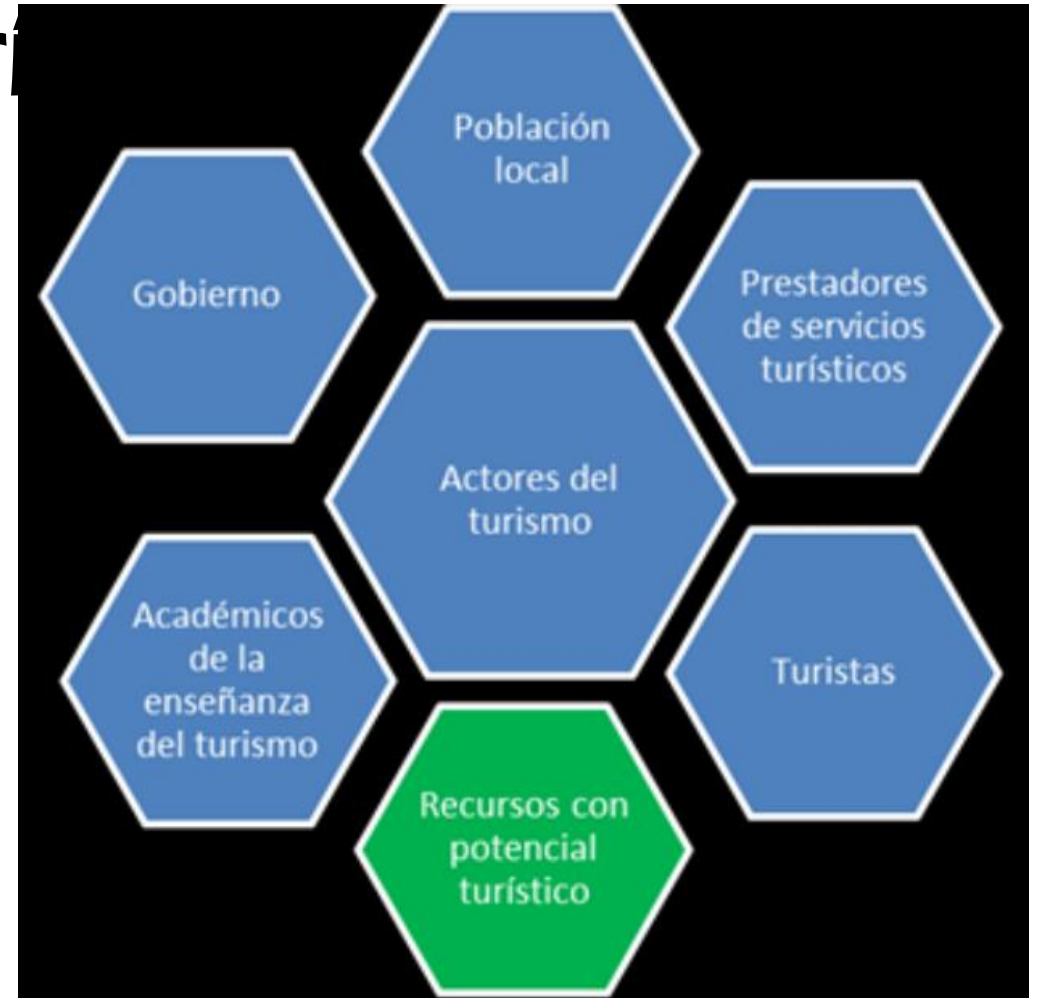 Población
local
Gobierno
Prestadores
de servicios
turísticos
Actores del
turismo
Académicos
de la
enseñanza
del turismo
Turistas
Recursos con
potencial
turístico